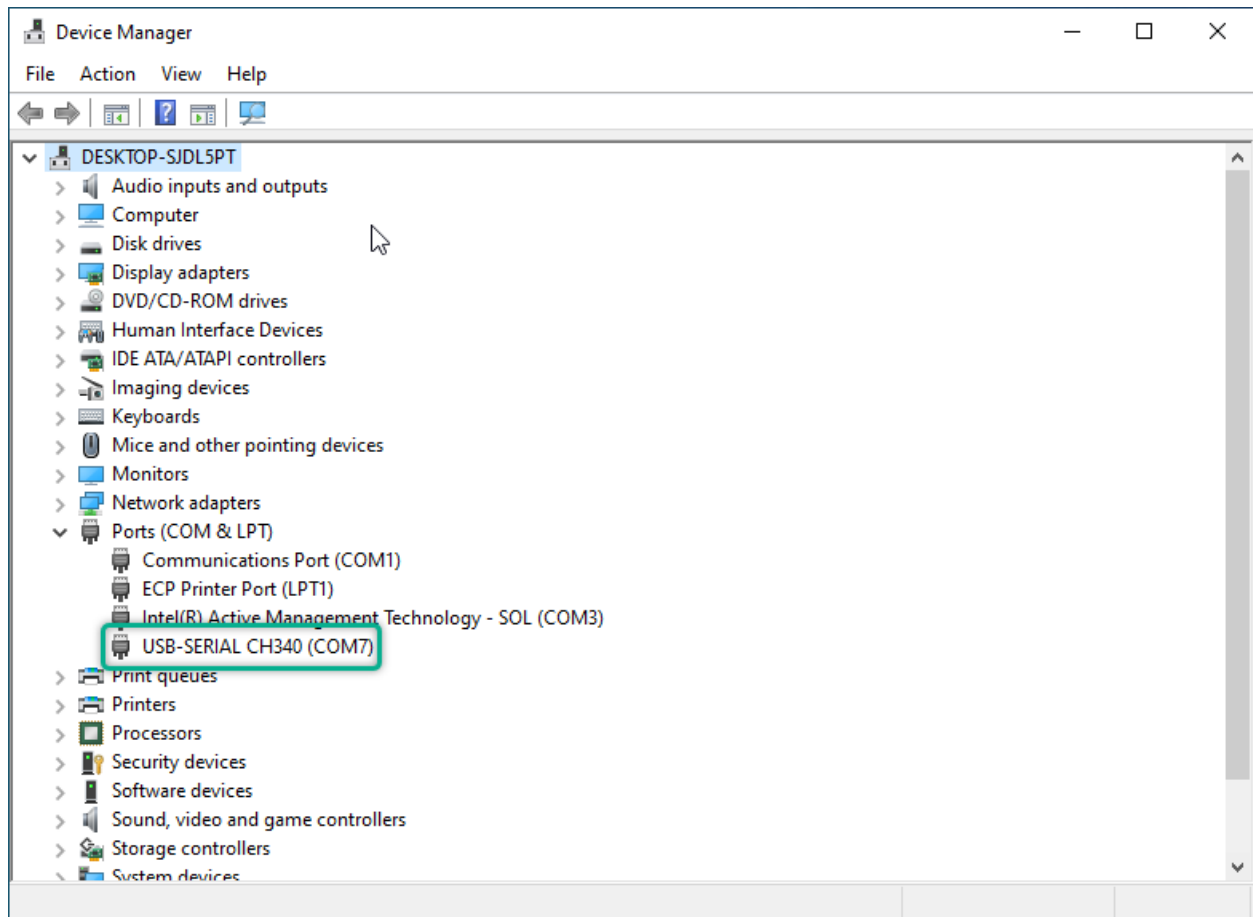 Device Manager
File Action View Help
DESKTOP-SJDL5PT
Audio inputs and outputs
Computer
Disk drives
Display adapters
DVD/CD-ROM drives
Human Interface Devices
IDE ATA/ATAPI controllers
Imaging devices
Keyboards
Mice and other pointing devices
Monitors
Network adapters
Ports (COM & LPT)
Communications Port (COM1)
ECP Printer Port (LPT1)
Intel(R) Active Management Technology - SOL (COM3)
USB-SERIAL CH340 (COM7)
Print queues
Printers
Processors
Security devices
Software devices
Sound, video and game controllers
Storage controllers
System devices